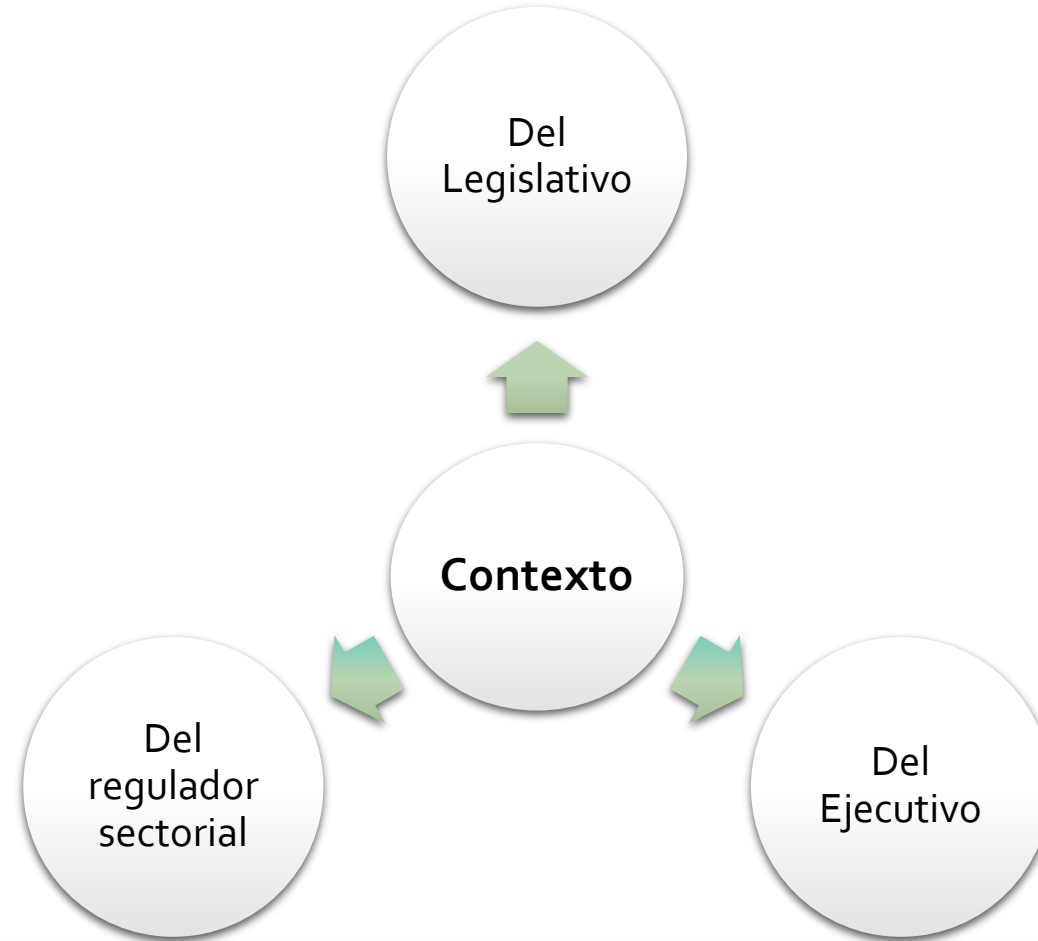 Del
Legislativo
Contexto
Del
regulador
sectorial
Del
Ejecutivo